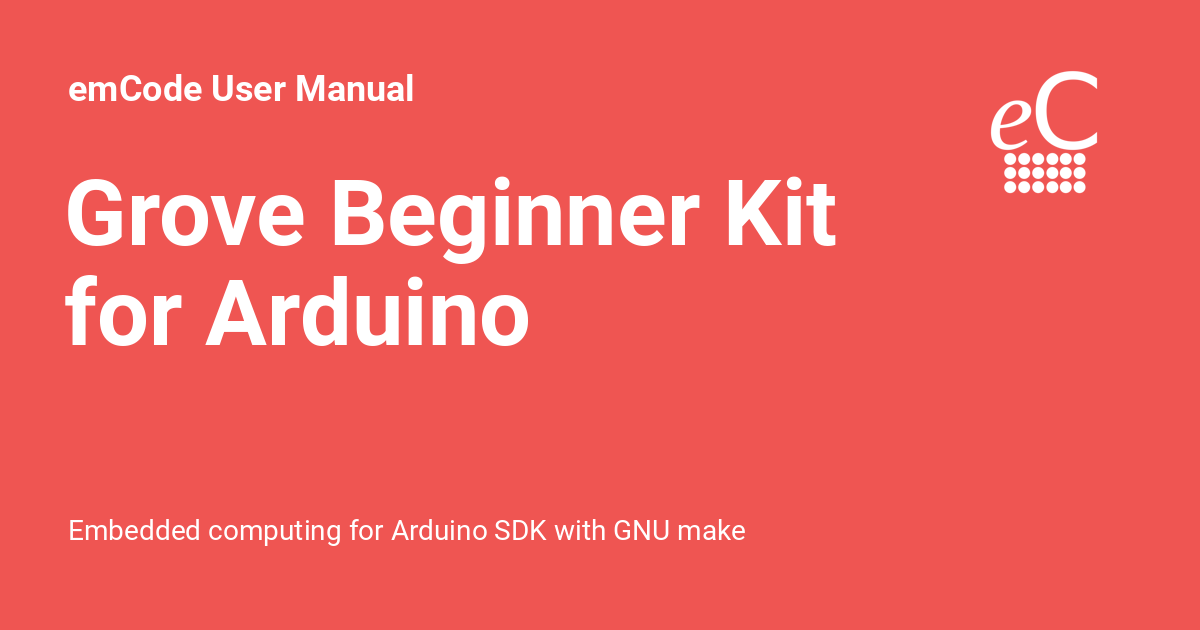 emCode User Manual
eC
Grove Beginner Kit
for Arduino
Embedded computing for Arduino SDK with GNU make